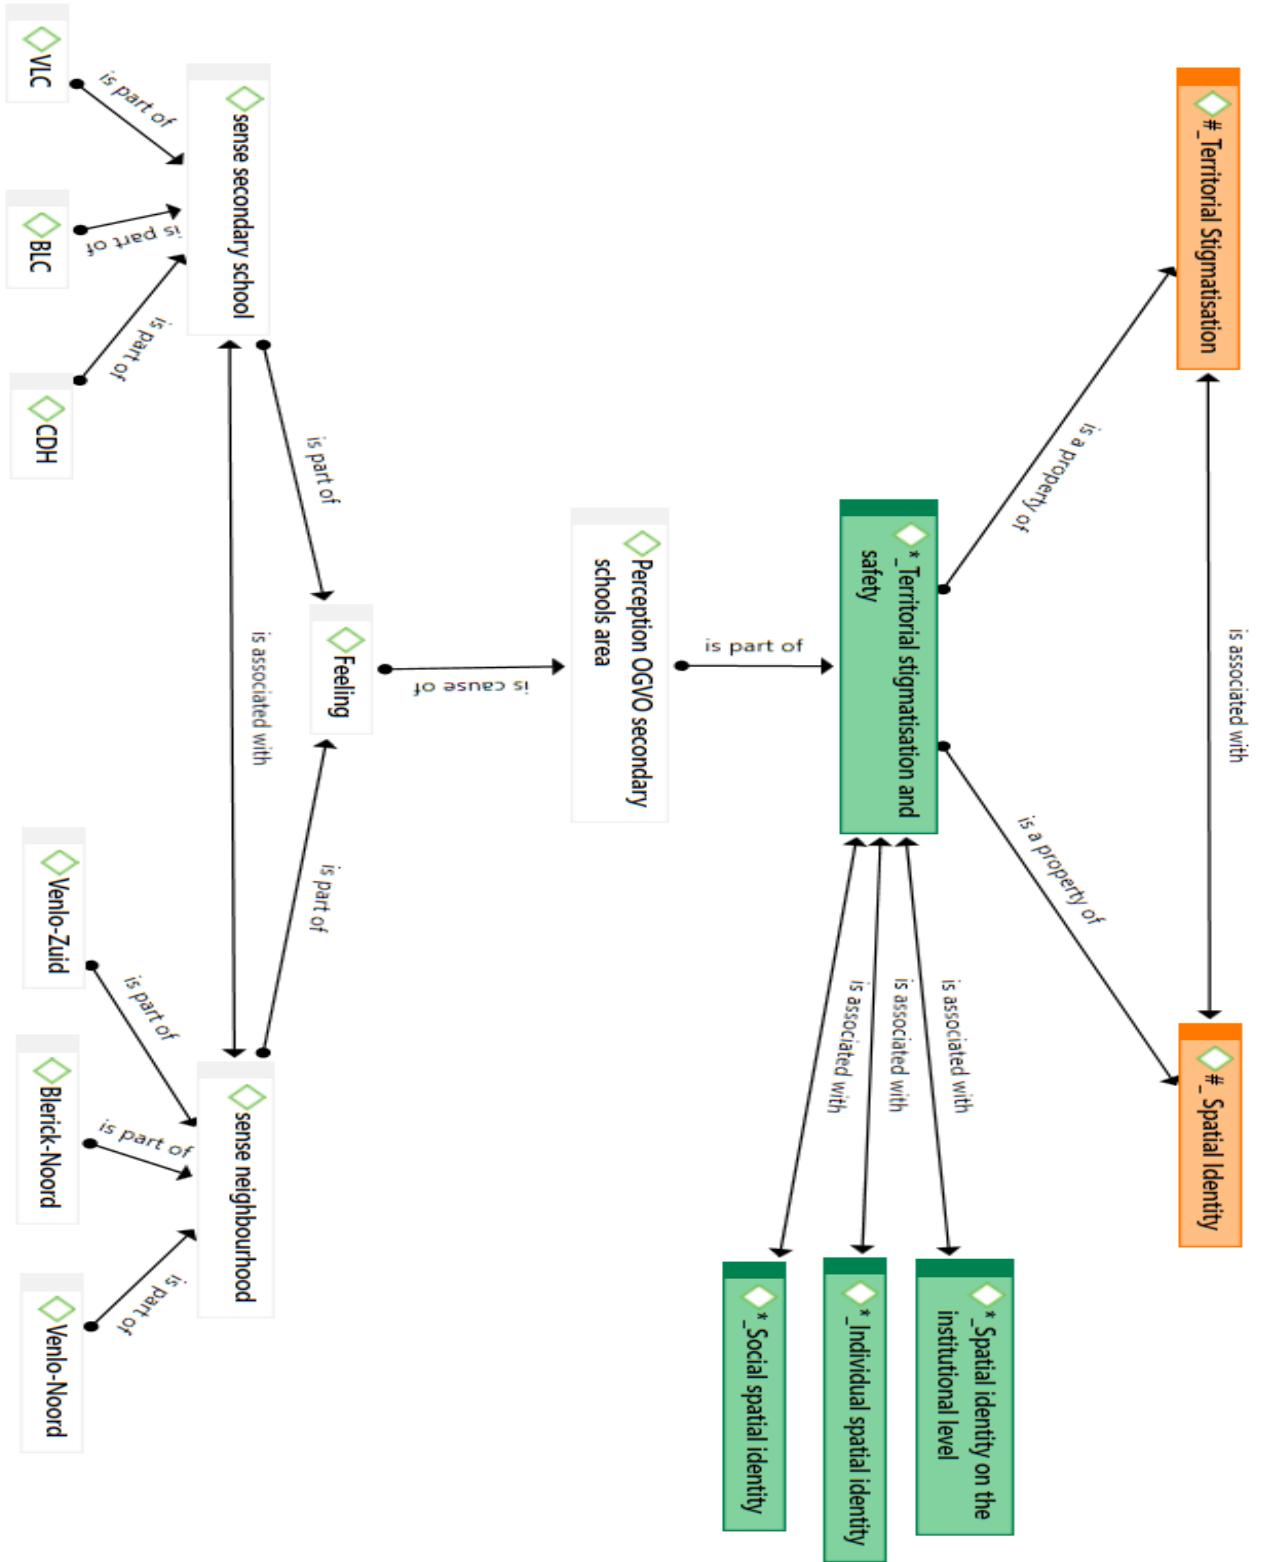 #_Territorial Stigmatisation
is associated with
#_ Spatial Identity
is a property of
is a property of
*_Territorial stigmatisation and
safety
is associated with
is associated with
is associated with
*_Spatial identity on the
institutional level
*_Individual spatial identity
*_Social spatial identity
is part of
Perception OGVO secondary
schools area
is cause of
Feeling
is part of
is part of
sense secondary school
is associated with
sense neighbourhood
is part of
is part of
is part of
is part of
is part of
is part of
VLC
BLC
CDH
Venlo-Zuid
Blerick-Noord
Venlo-Noord